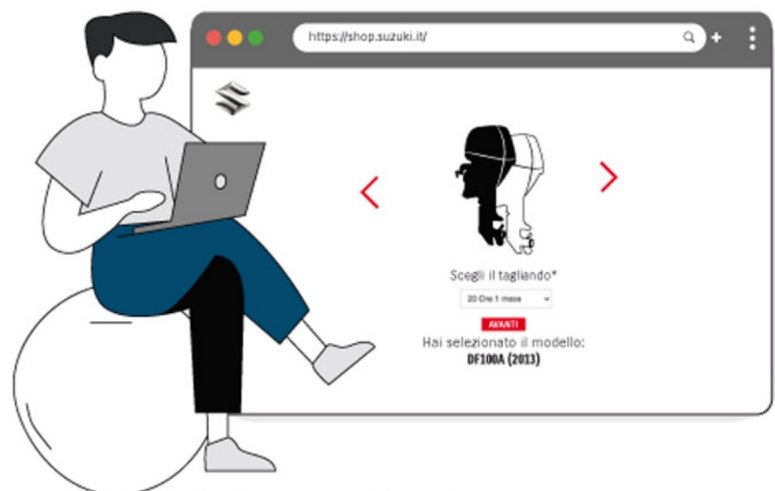 https://shop.suzuki.it/
Scegli il tagliando*
20 Ore 1 mese
AVANTI
Hai selezionato il modello:
DF100A (2013)